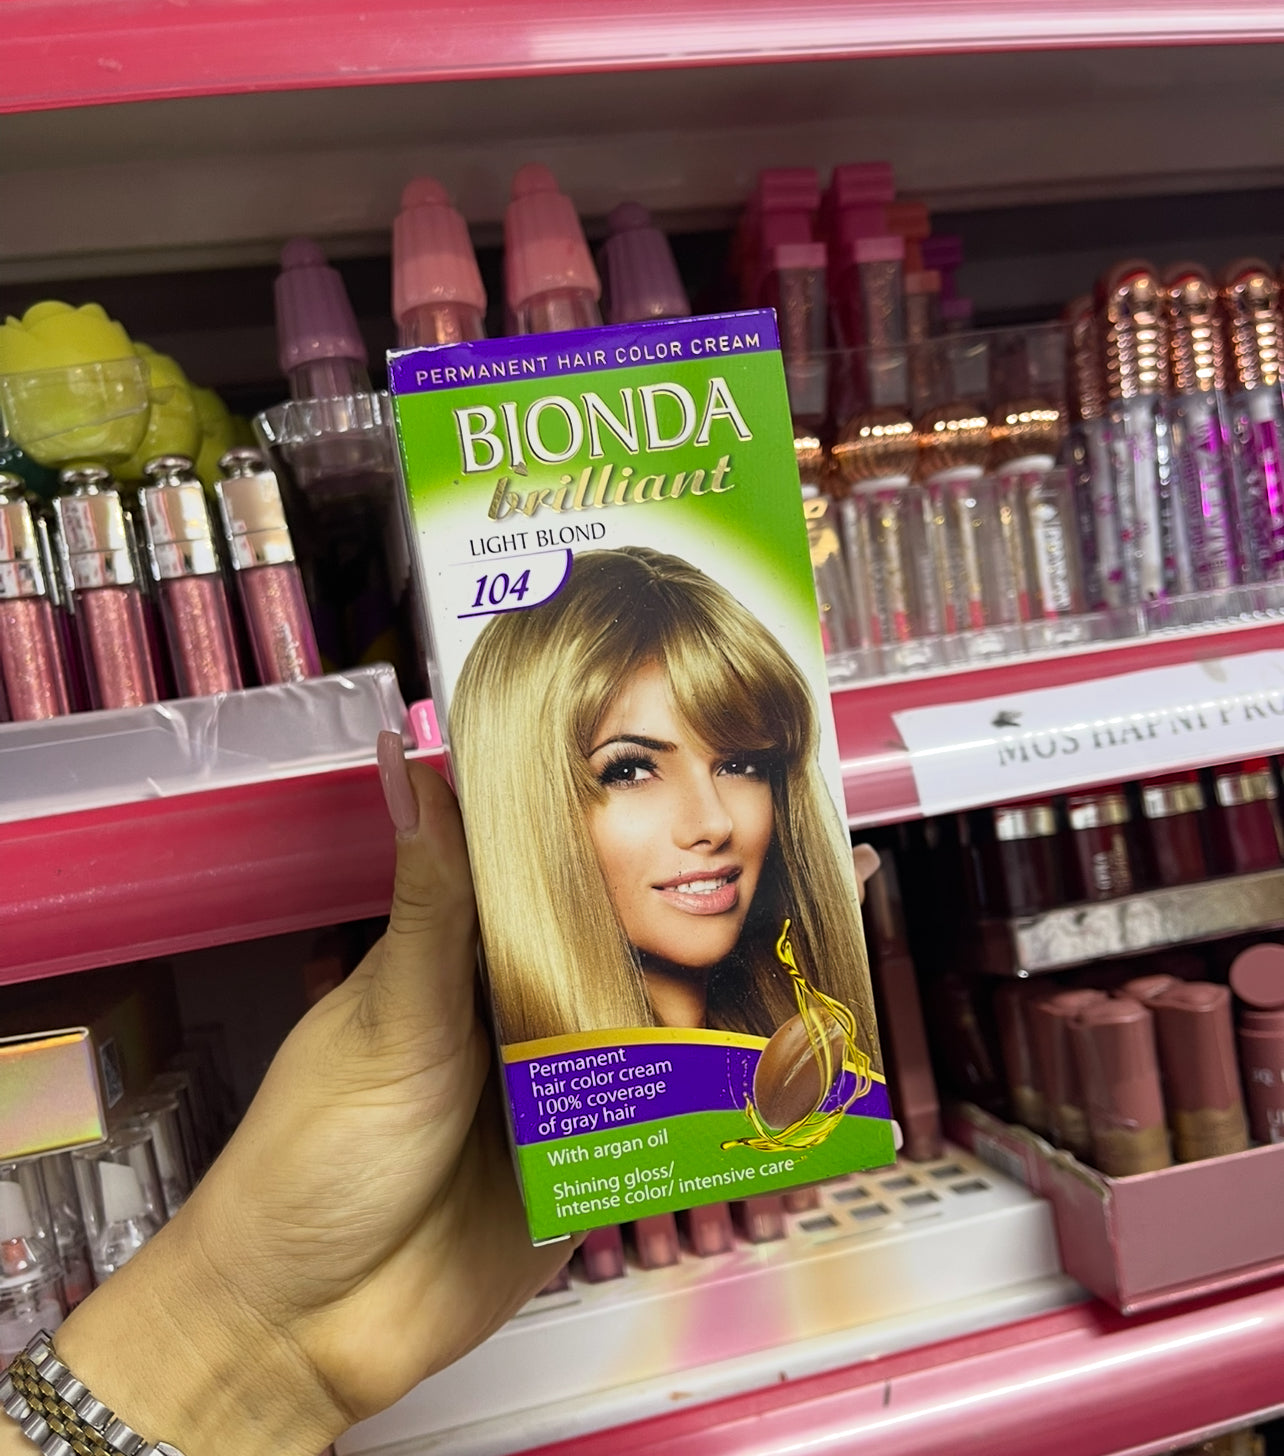 PERMANENT HAIR COLOR CREAM
BIONDA
brilliant
LIGHT BLOND
104
Permanent
hair color cream
100% coverage
of gray hair
With argan oil
Shining gloss/
intense color/ intensive care
MOS HAPNI